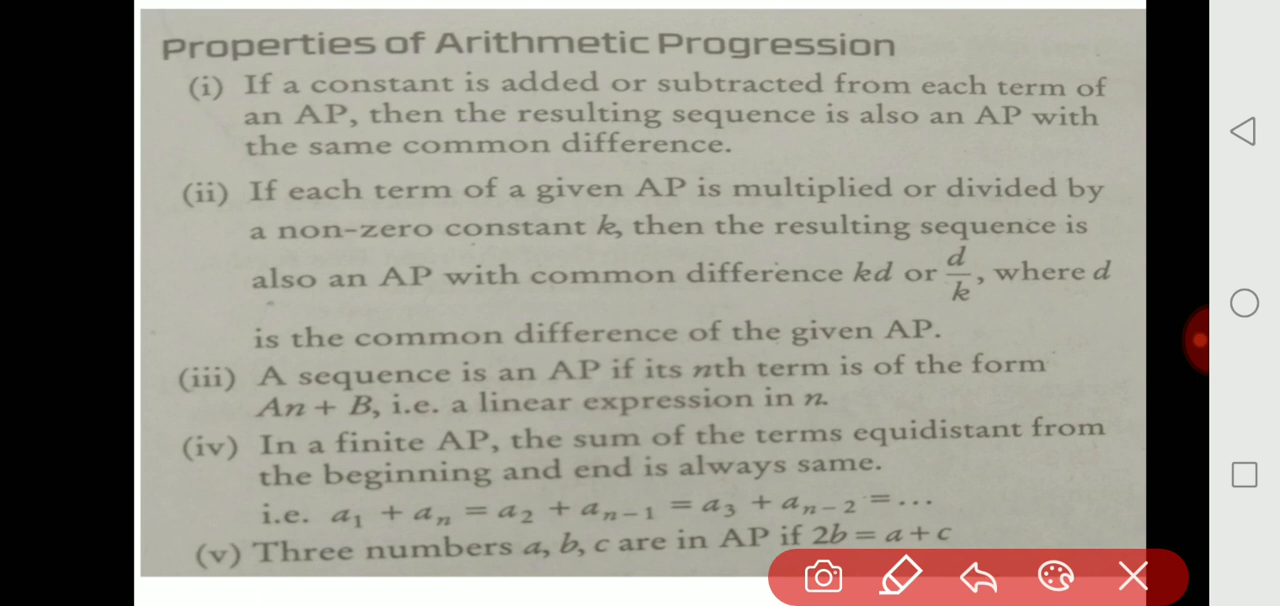 Properties of Arithmetic Progression
(i) If a constant is added or subtracted from each term of
an AP, then the resulting sequence is also an AP with
the same common difference.
(ii) If each term of a given AP is multiplied or divided by
a non-zero constant k, then the resulting sequence is
also an AP with common difference kd or d/k, where d
is the common difference of the given AP.
(iii) A sequence is an AP if its nth term is of the form
An + B, i.e. a linear expression in n.
(iv) In a finite AP, the sum of the terms equidistant from
the beginning and end is always same.
i.e. a₁ + aₙ = a₂ + aₙ₋₁ = a₃ + aₙ₋₂ = ...
(v) Three numbers a, b, c are in AP if 2b = a + c